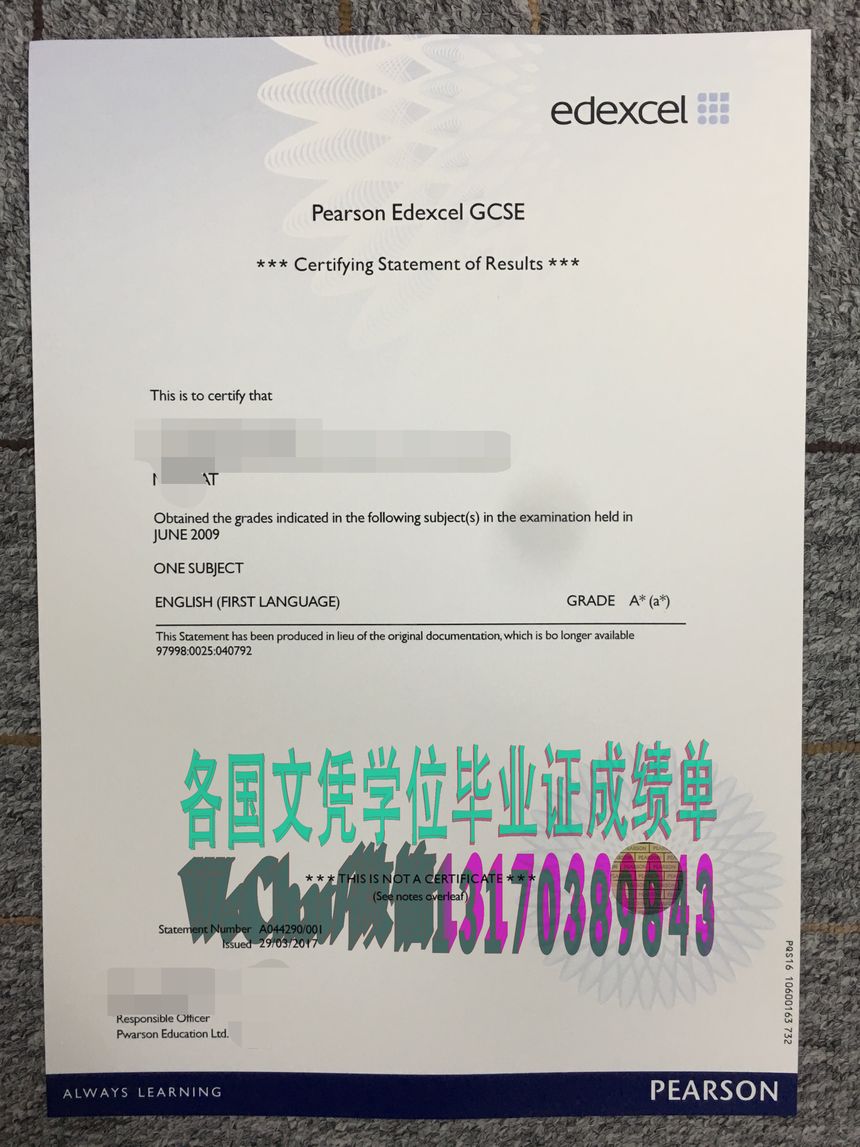 edexcel
Pearson Edexcel GCSE
*** Certifying Statement of Results ***
This is to certify that
Obtained the grades indicated in the following subject(s) in the examination held in
JUNE 2009
ONE SUBJECT
ENGLISH (FIRST LANGUAGE) GRADE A* (a*)
This Statement has been produced in lieu of the original documentation, which is bo longer available
97998:0025:040792
各国文凭学位毕业证成绩单
WeChat微信13170389843
*** THIS IS NOT A CERTIFICATE ***
(See notes overleaf)
Statement Number A044290/001
Issued 29/03/2017
Responsible Officer
Pwarson Education Ltd.
PQS16 10600163 732
ALWAYS LEARNING PEARSON